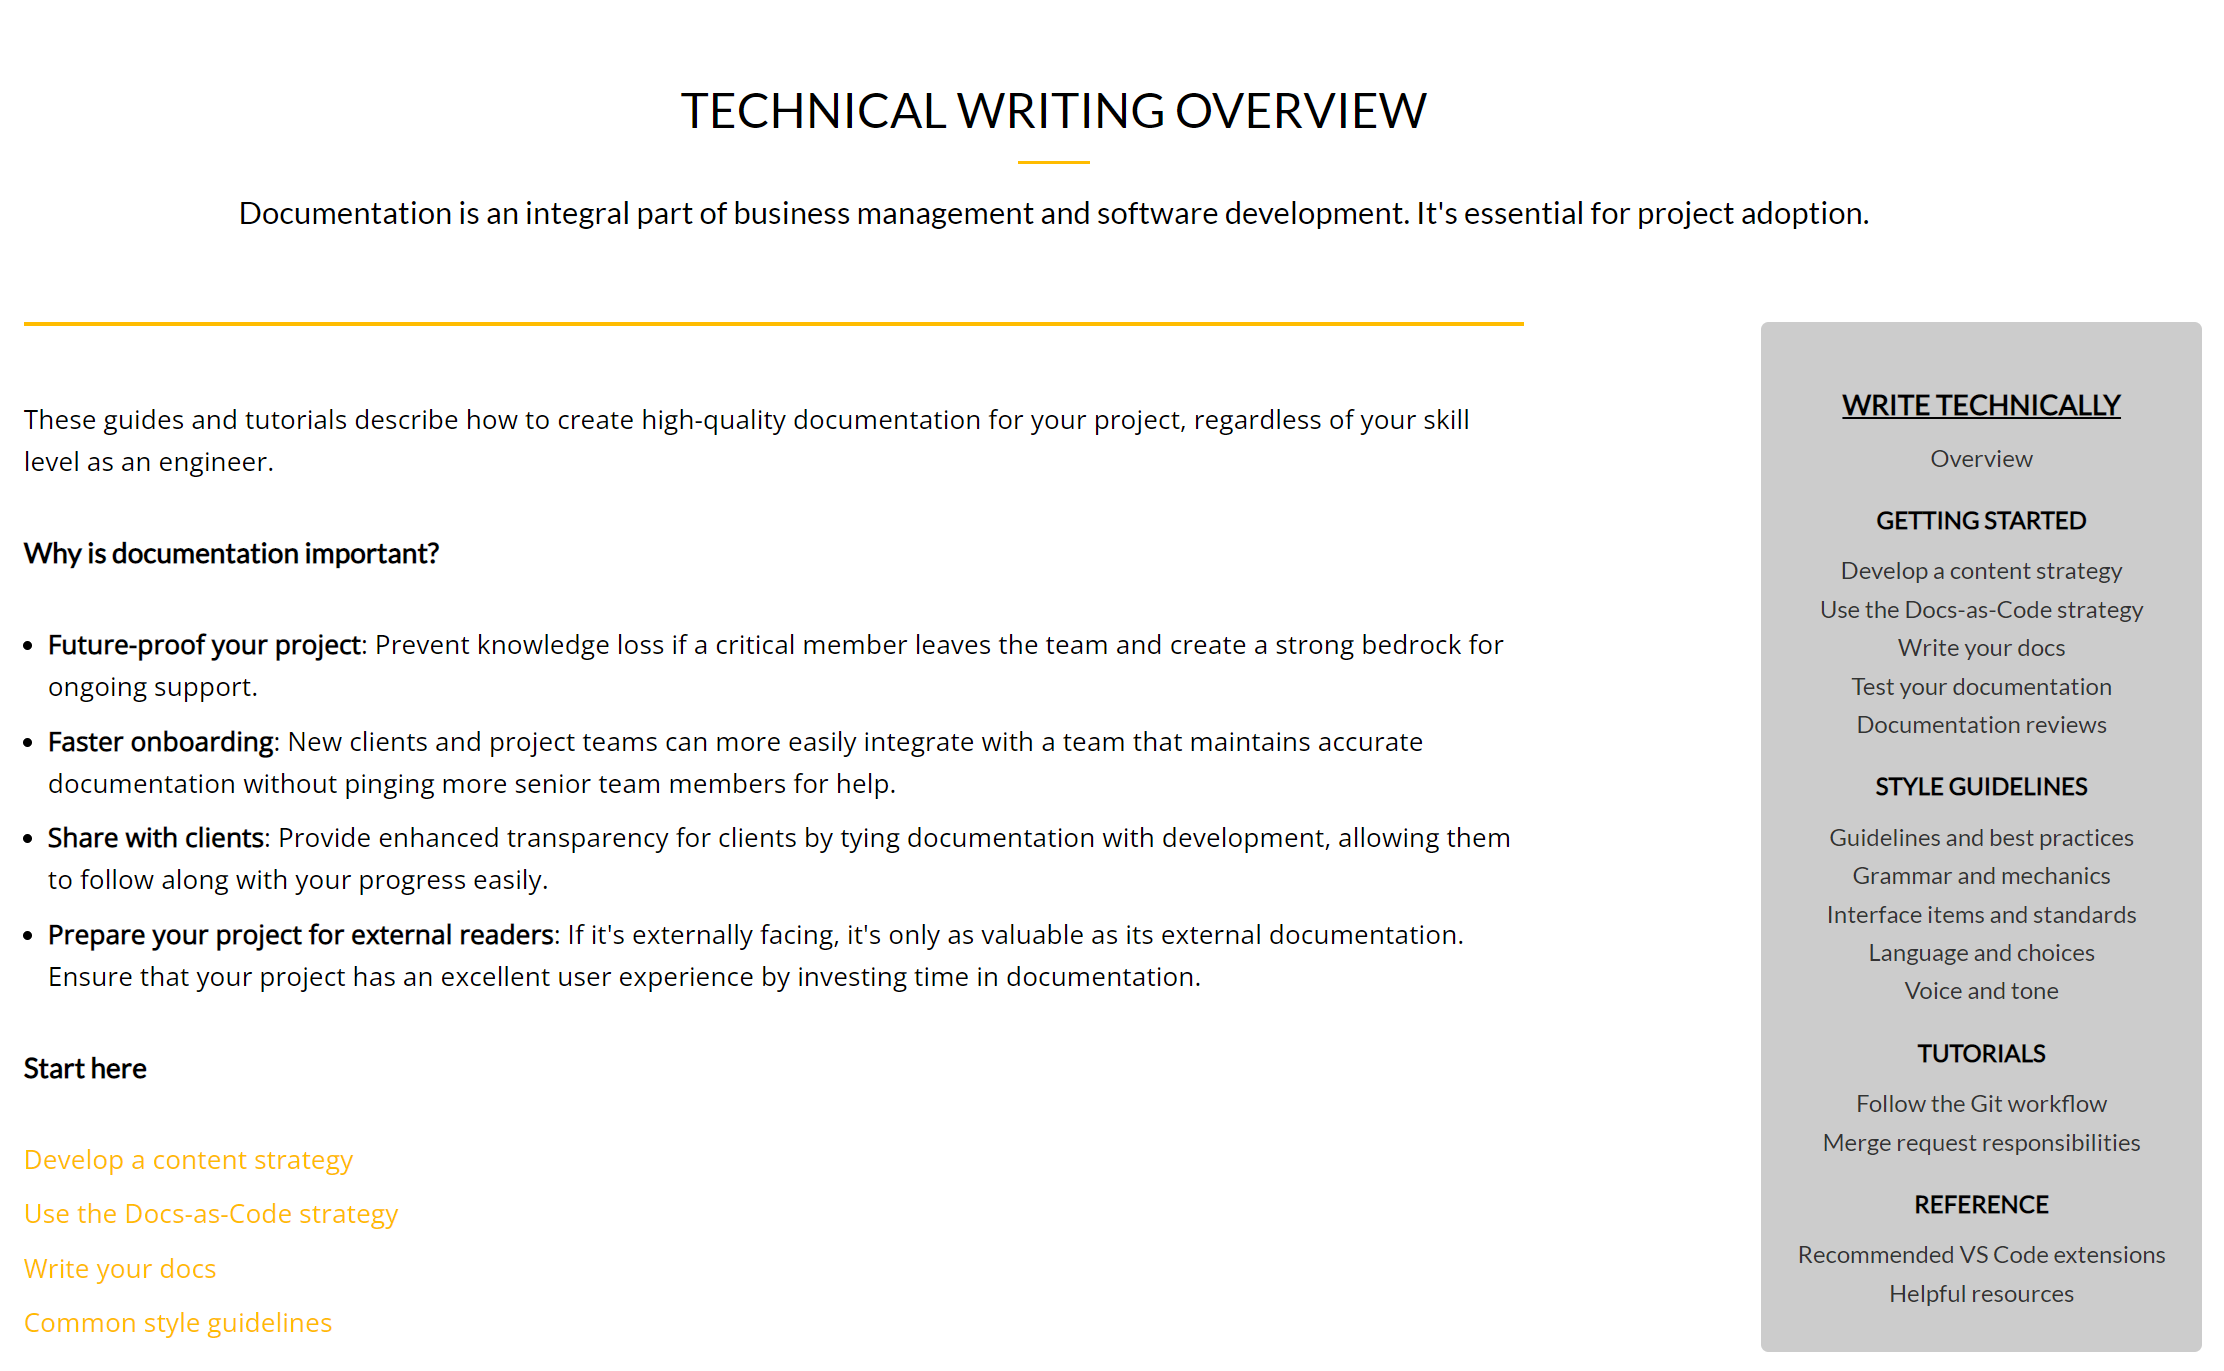 TECHNICAL WRITING OVERVIEW
Documentation is an integral part of business management and software development. It's essential for project adoption.
These guides and tutorials describe how to create high-quality documentation for your project, regardless of your skill
level as an engineer.
Why is documentation important?
• Future-proof your project: Prevent knowledge loss if a critical member leaves the team and create a strong bedrock for
ongoing support.
• Faster onboarding: New clients and project teams can more easily integrate with a team that maintains accurate
documentation without pinging more senior team members for help.
• Share with clients: Provide enhanced transparency for clients by tying documentation with development, allowing them
to follow along with your progress easily.
• Prepare your project for external readers: If it's externally facing, it's only as valuable as its external documentation.
Ensure that your project has an excellent user experience by investing time in documentation.
Start here
Develop a content strategy
Use the Docs-as-Code strategy
Write your docs
Common style guidelines
WRITE TECHNICALLY
Overview
GETTING STARTED
Develop a content strategy
Use the Docs-as-Code strategy
Write your docs
Test your documentation
Documentation reviews
STYLE GUIDELINES
Guidelines and best practices
Grammar and mechanics
Interface items and standards
Language and choices
Voice and tone
TUTORIALS
Follow the Git workflow
Merge request responsibilities
REFERENCE
Recommended VS Code extensions
Helpful resources